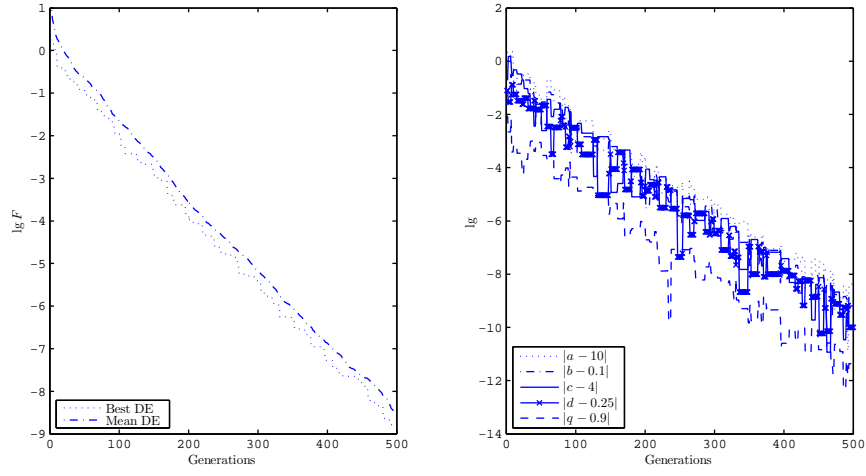 1
0
-1
-2
-3
-4
-5
-6
-7
-8
-9
lg F
0
100
200
300
400
500
Generations
Best DE
Mean DE
2
0
-2
-4
-6
-8
-10
-12
-14
lg
0
100
200
300
400
500
Generations
|a − 10|
|b − 0.1|
|c − 4|
|d − 0.25|
|q − 0.9|